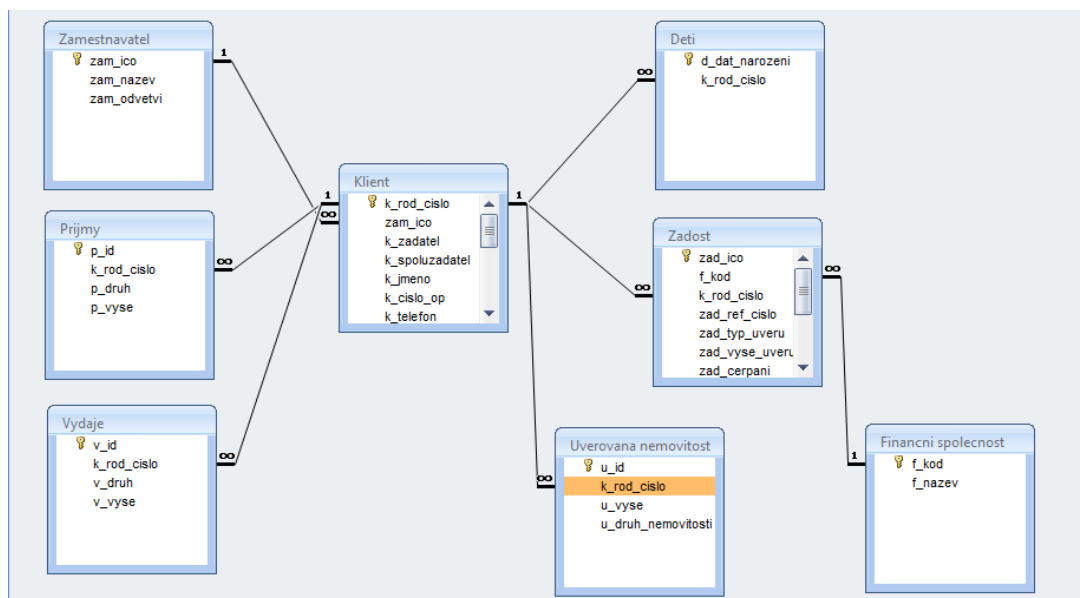 Zamestnavatel
zam_ico
zam_nazev
zam_odvetvi
1
Prijmy
p_id
k_rod_cislo
p_druh
p_vyse
∞
Vydaje
v_id
k_rod_cislo
v_druh
v_vyse
∞
1
∞
Klient
k_rod_cislo
zam_ico
k_zadatel
k_spoluzadatel
k_jmeno
k_cislo_op
k_telefon
1
Deti
d_dat_narozeni
k_rod_cislo
∞
Zadost
zad_ico
f_kod
k_rod_cislo
zad_ref_cislo
zad_typ_uveru
zad_vyse_uveru
zad_cerpani
∞
∞
Uverovana nemovitost
u_id
k_rod_cislo
u_vyse
u_druh_nemovitosti
∞
Financni spolecnost
f_kod
f_nazev
1